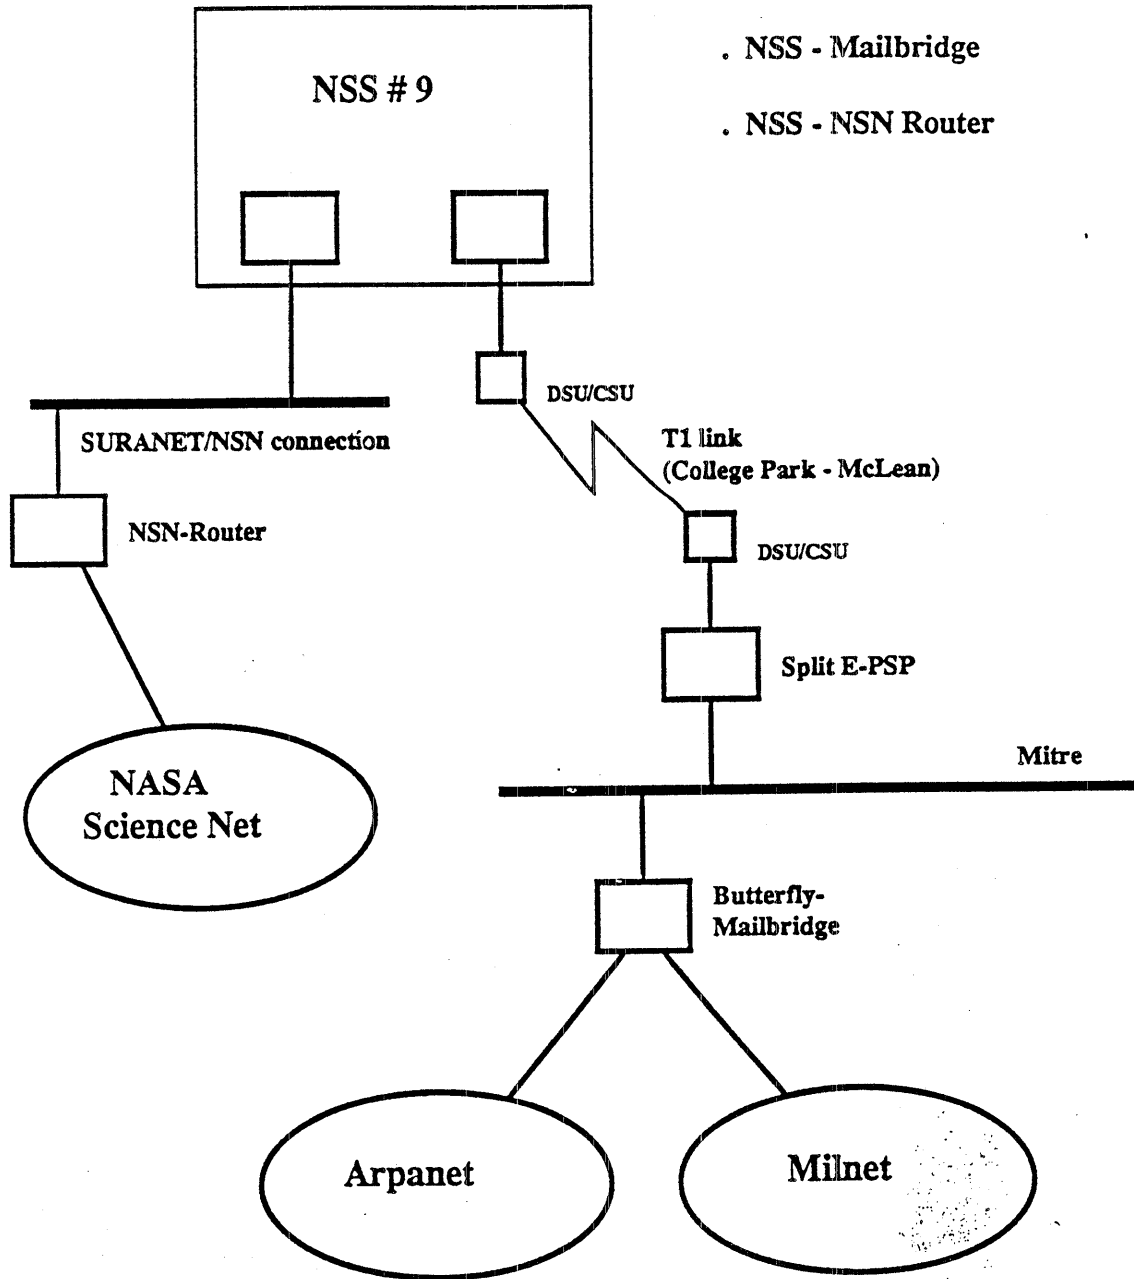 NSS # 9
. NSS - Mailbridge
. NSS - NSN Router
DSU/CSU
SURANET/NSN connection
T1 link
(College Park - McLean)
NSN-Router
DSU/CSU
Split E-PSP
Mitre
NASA
Science Net
Butterfly-
Mailbridge
Arpanet
Milnet